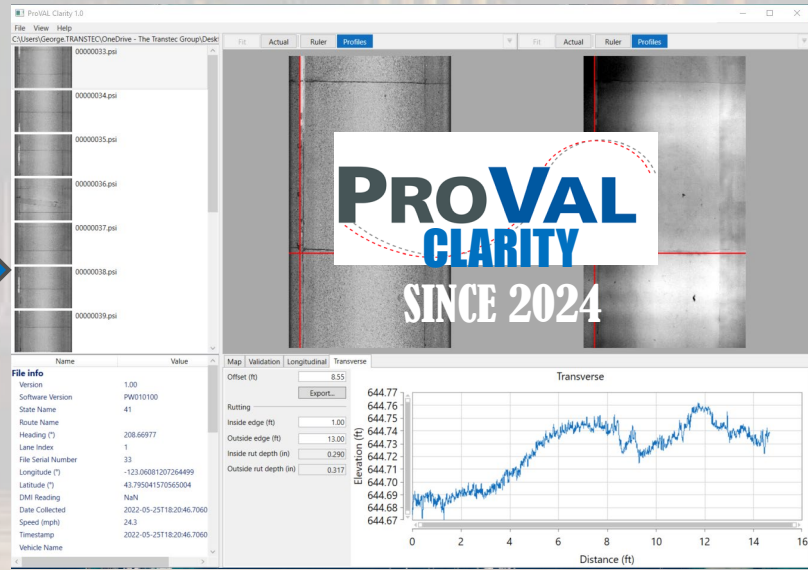 ProVAL Clarity 1.0
File View Help
C:\Users\George.TRANSTEC\OneDrive - The Transtec Group\Desk
Fit Actual Ruler Profiles Fit Actual Ruler Profiles
00000033.psi
00000034.psi
00000035.psi
00000036.psi
00000037.psi
00000038.psi
00000039.psi
PROVAL
CLARITY
SINCE 2024
Name Value
File info
Version 1.00
Software Version PW010100
State Name 41
Route Name
Heading (°) 208.66977
Lane Index 1
File Serial Number 33
Longitude (°) -123.06081207264499
Latitude (°) 43.795041570565004
DMI Reading NaN
Date Collected 2022-05-25T18:20:46.7060
Speed (mph) 24.3
Timestamp 2022-05-25T18:20:46.7060
Vehicle Name
Map Validation Longitudinal Transverse
Offset (ft) 8.55
Export...
Rutting
Inside edge (ft) 1.00
Outside edge (ft) 13.00
Inside rut depth (in) 0.290
Outside rut depth (in) 0.317
Transverse
Elevation (ft)
644.77
644.76
644.75
644.74
644.73
644.72
644.71
644.70
644.69
644.68
644.67
0 2 4 6 8 10 12 14 16
Distance (ft)